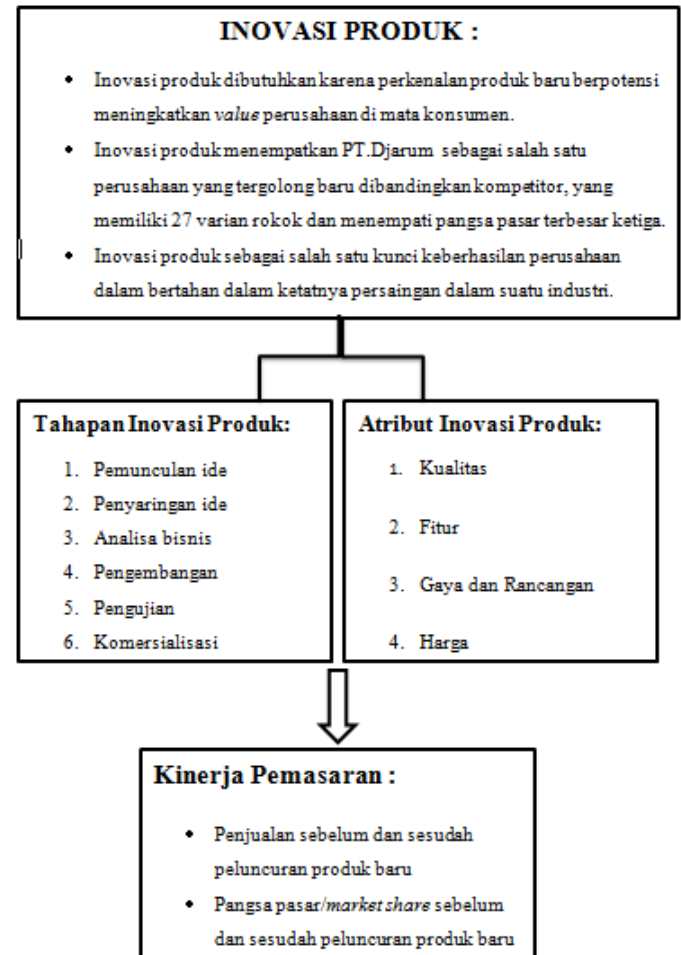 INOVASI PRODUK :
• Inovasi produk dibutuhkan karena perkenalan produk baru berpotensi
meningkatkan value perusahaan di mata konsumen.
• Inovasi produk menempatkan PT.Djarum sebagai salah satu
perusahaan yang tergolong baru dibandingkan kompetitor, yang
memiliki 27 varian rokok dan menempati pangsa pasar terbesar ketiga.
• Inovasi produk sebagai salah satu kunci keberhasilan perusahaan
dalam bertahan dalam ketatnya persaingan dalam suatu industri.
Tahapan Inovasi Produk:
1. Pemunculan ide
2. Penyaringan ide
3. Analisa bisnis
4. Pengembangan
5. Pengujian
6. Komersialisasi
Atribut Inovasi Produk:
1. Kualitas
2. Fitur
3. Gaya dan Rancangan
4. Harga
Kinerja Pemasaran :
• Penjualan sebelum dan sesudah
peluncuran produk baru
• Pangsa pasar/market share sebelum
dan sesudah peluncuran produk baru